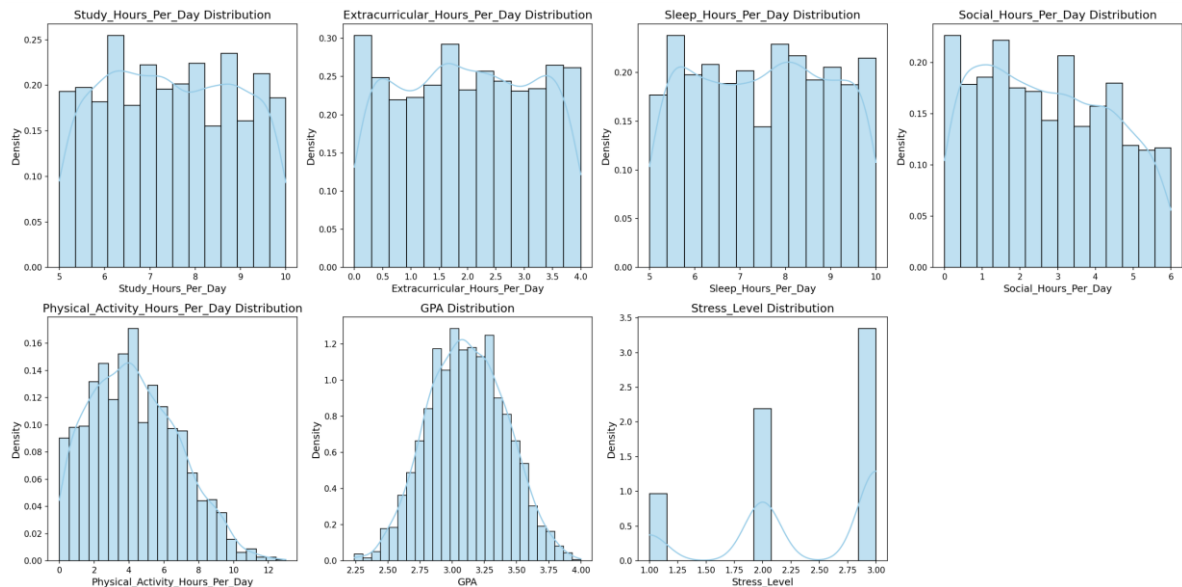 Study_Hours_Per_Day Distribution
Density
0.25
0.20
0.15
0.10
0.05
0.00
5 6 7 8 9 10
Study_Hours_Per_Day
Extracurricular_Hours_Per_Day Distribution
Density
0.30
0.25
0.20
0.15
0.10
0.05
0.00
0.0 0.5 1.0 1.5 2.0 2.5 3.0 3.5 4.0
Extracurricular_Hours_Per_Day
Sleep_Hours_Per_Day Distribution
Density
0.20
0.15
0.10
0.05
0.00
5 6 7 8 9 10
Sleep_Hours_Per_Day
Social_Hours_Per_Day Distribution
Density
0.20
0.15
0.10
0.05
0.00
0 1 2 3 4 5 6
Social_Hours_Per_Day
Physical_Activity_Hours_Per_Day Distribution
Density
0.16
0.14
0.12
0.10
0.08
0.06
0.04
0.02
0.00
0 2 4 6 8 10 12
Physical_Activity_Hours_Per_Day
GPA Distribution
Density
1.2
1.0
0.8
0.6
0.4
0.2
0.0
2.25 2.50 2.75 3.00 3.25 3.50 3.75 4.00
GPA
Stress_Level Distribution
Density
3.5
3.0
2.5
2.0
1.5
1.0
0.5
0.0
1.00 1.25 1.50 1.75 2.00 2.25 2.50 2.75 3.00
Stress_Level